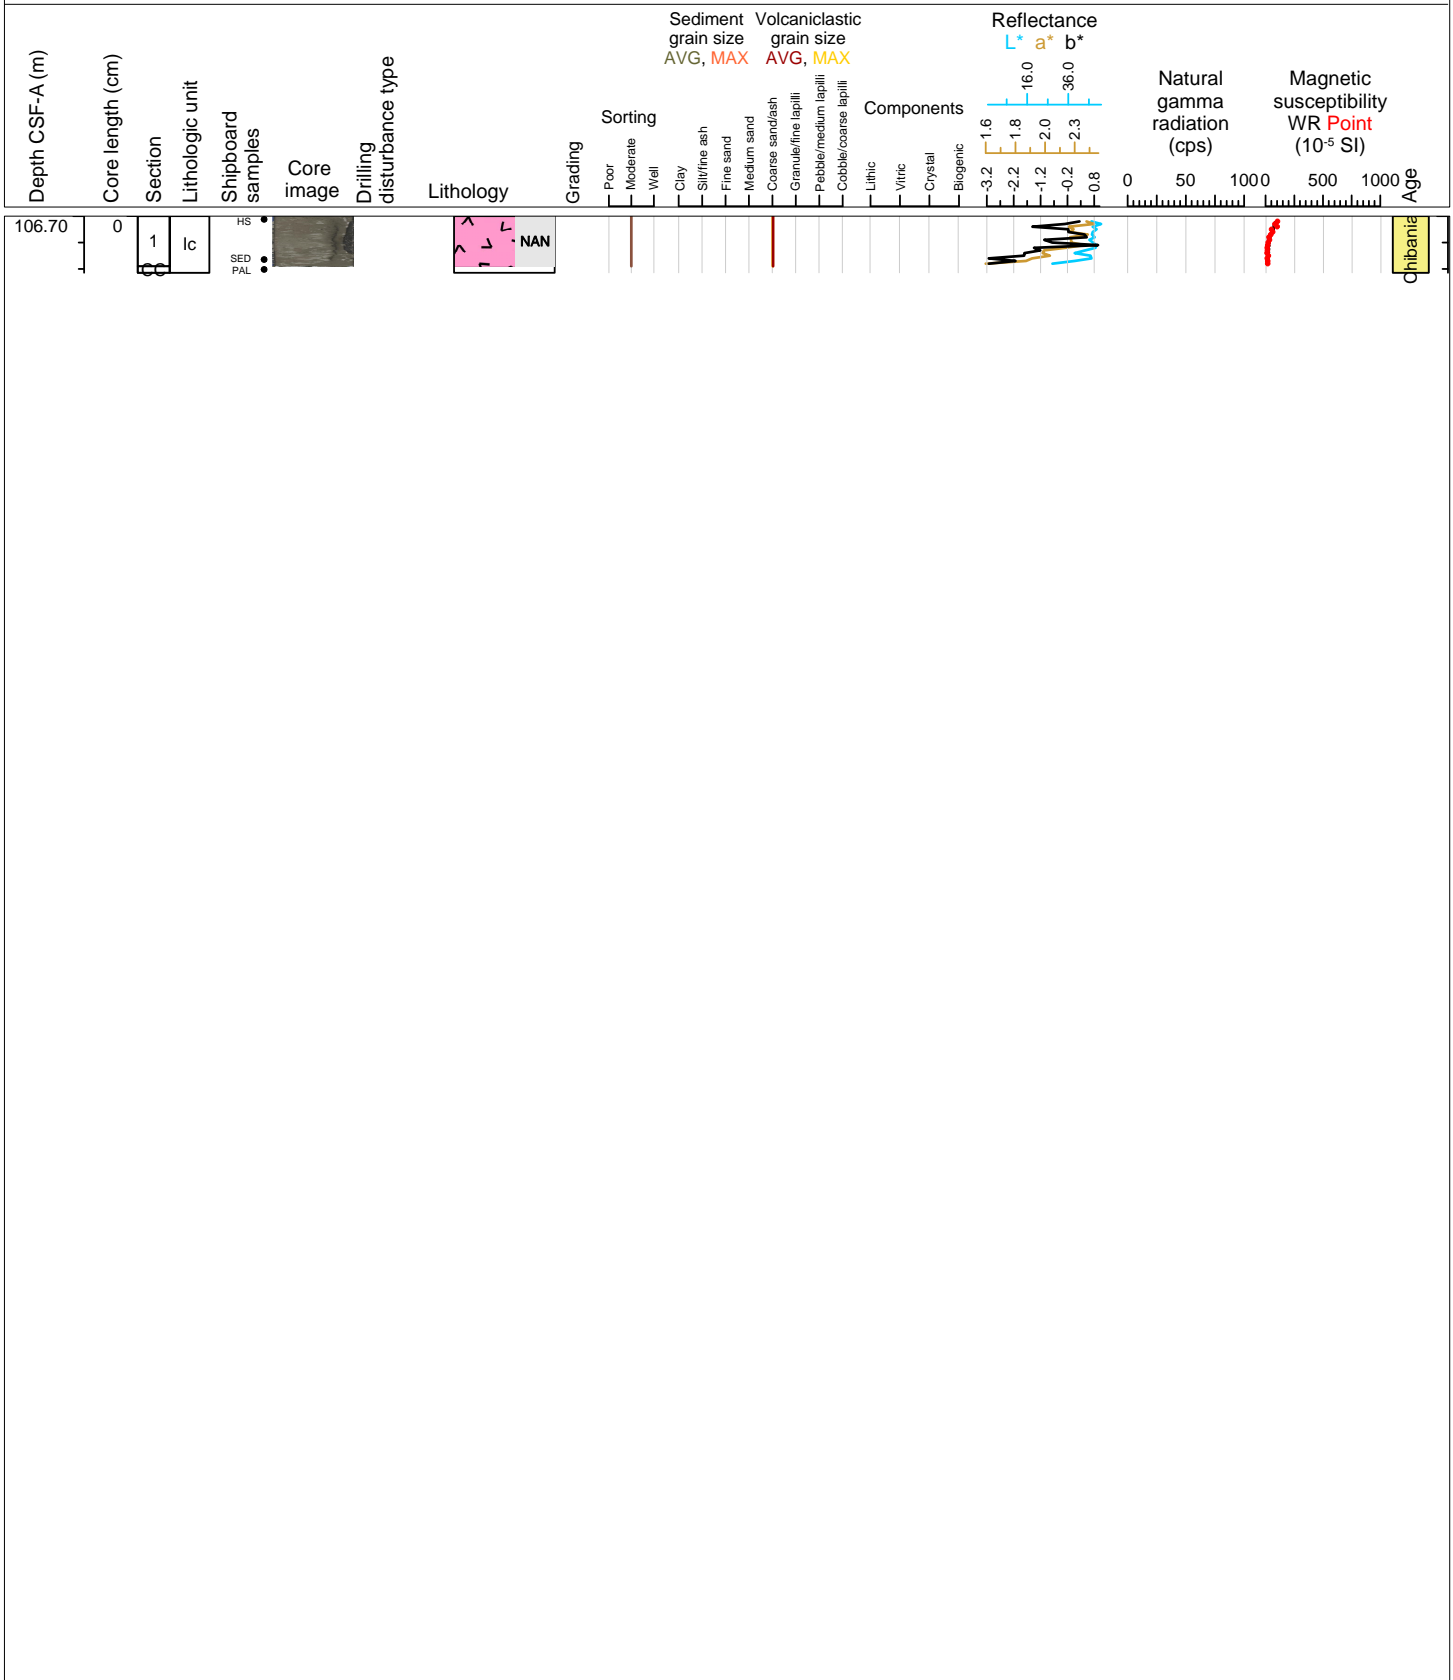 Depth CSF-A (m)
Core length (cm)
Section
Lithologic unit
Shipboard
samples
Core
image
Drilling
disturbance type
Lithology
Grading
Sorting
Poor
Moderate
Well
Sediment
grain size
AVG, MAX
Volcaniclastic
grain size
AVG, MAX
Clay
Silt/fine ash
Fine sand
Medium sand
Coarse sand/ash
Granule/fine lapilli
Pebble/medium lapilli
Cobble/coarse lapilli
Components
Lithic
Vitric
Crystal
Biogenic
Reflectance
L* a* b*
16.0 36.0
1.6 1.8 2.0 2.3
-3.2 -2.2 -1.2 -0.2 0.8
Natural
gamma
radiation
(cps)
0 50 100
Magnetic
susceptibility
WR Point
(10-5 SI)
0 500 1000
Age
106.70
0
1
CC
Ic
HS
SED
PAL
NAN
Chibania